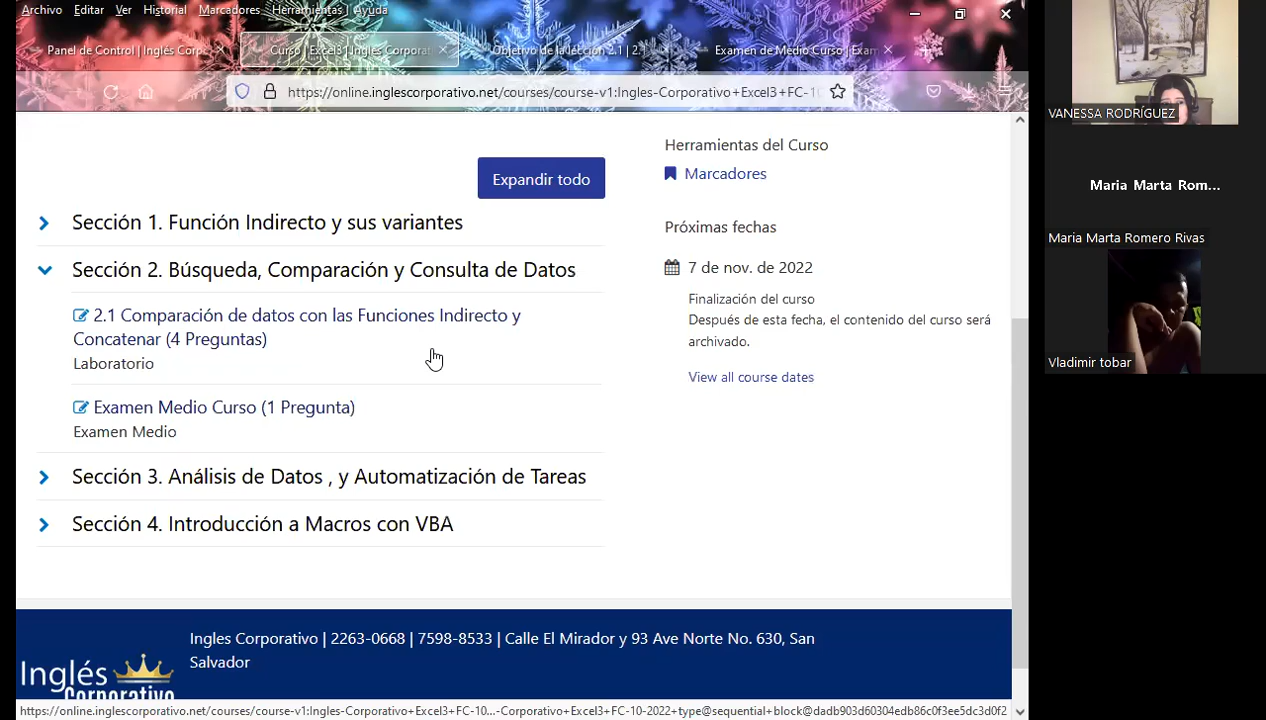 Archivo Editar Ver Historial Marcadores Herramientas Ayuda
Panel de Control | Inglés Corp
Curso | Excel3 | Inglés Corporat
Objetivo de la lección 2.1 | 2.
Examen de Medio Curso | Exam
https://online.inglescorporativo.net/courses/course-v1:Ingles-Corporativo+Excel3+FC-10
Expandir todo
Sección 1. Función Indirecto y sus variantes
Sección 2. Búsqueda, Comparación y Consulta de Datos
2.1 Comparación de datos con las Funciones Indirecto y
Concatenar (4 Preguntas)
Laboratorio
Examen Medio Curso (1 Pregunta)
Examen Medio
Sección 3. Análisis de Datos , y Automatización de Tareas
Sección 4. Introducción a Macros con VBA
Herramientas del Curso
Marcadores
Próximas fechas
7 de nov. de 2022
Finalización del curso
Después de esta fecha, el contenido del curso será
archivado.
View all course dates
Ingles Corporativo | 2263-0668 | 7598-8533 | Calle El Mirador y 93 Ave Norte No. 630, San
Salvador
Inglés
Corporativo
https://online.inglescorporativo.net/courses/course-v1:Ingles-Corporativo+Excel3+FC-10...-Corporativo+Excel3+FC-10-2022+type@sequential+block@dadb903d60304edb86c0f3ee5dc3d0f2
VANESSA RODRÍGUEZ
Maria Marta Rom...
Maria Marta Romero Rivas
Vladimir tobar